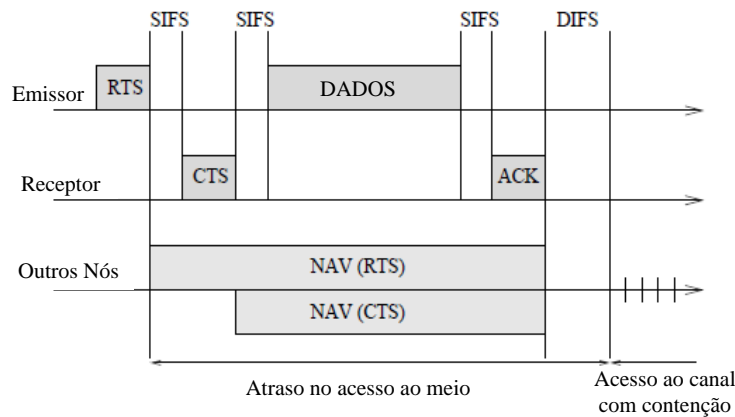 SIFS SIFS SIFS DIFS
Emissor RTS DADOS
Receptor CTS ACK
Outros Nós NAV (RTS)
NAV (CTS)
Atraso no acesso ao meio
Acesso ao canal
com contenção